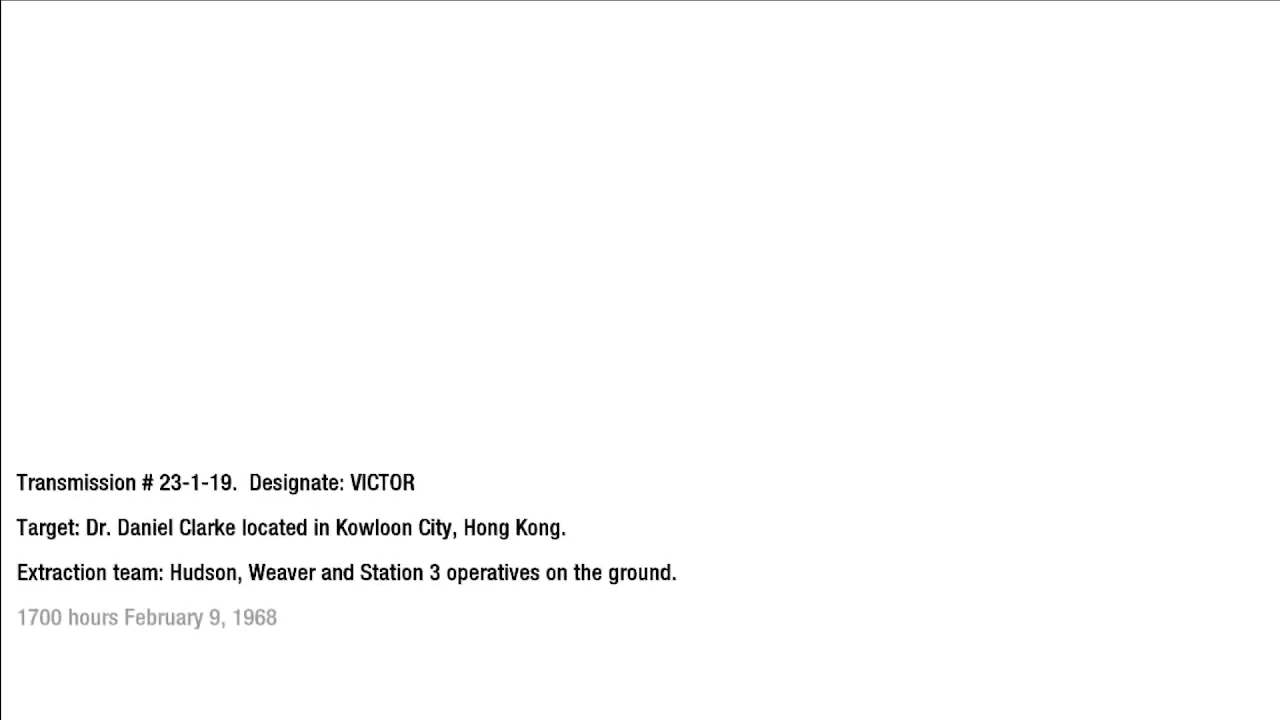 Transmission # 23-1-19.  Designate: VICTOR
Target: Dr. Daniel Clarke located in Kowloon City, Hong Kong.
Extraction team: Hudson, Weaver and Station 3 operatives on the ground.
1700 hours February 9, 1968